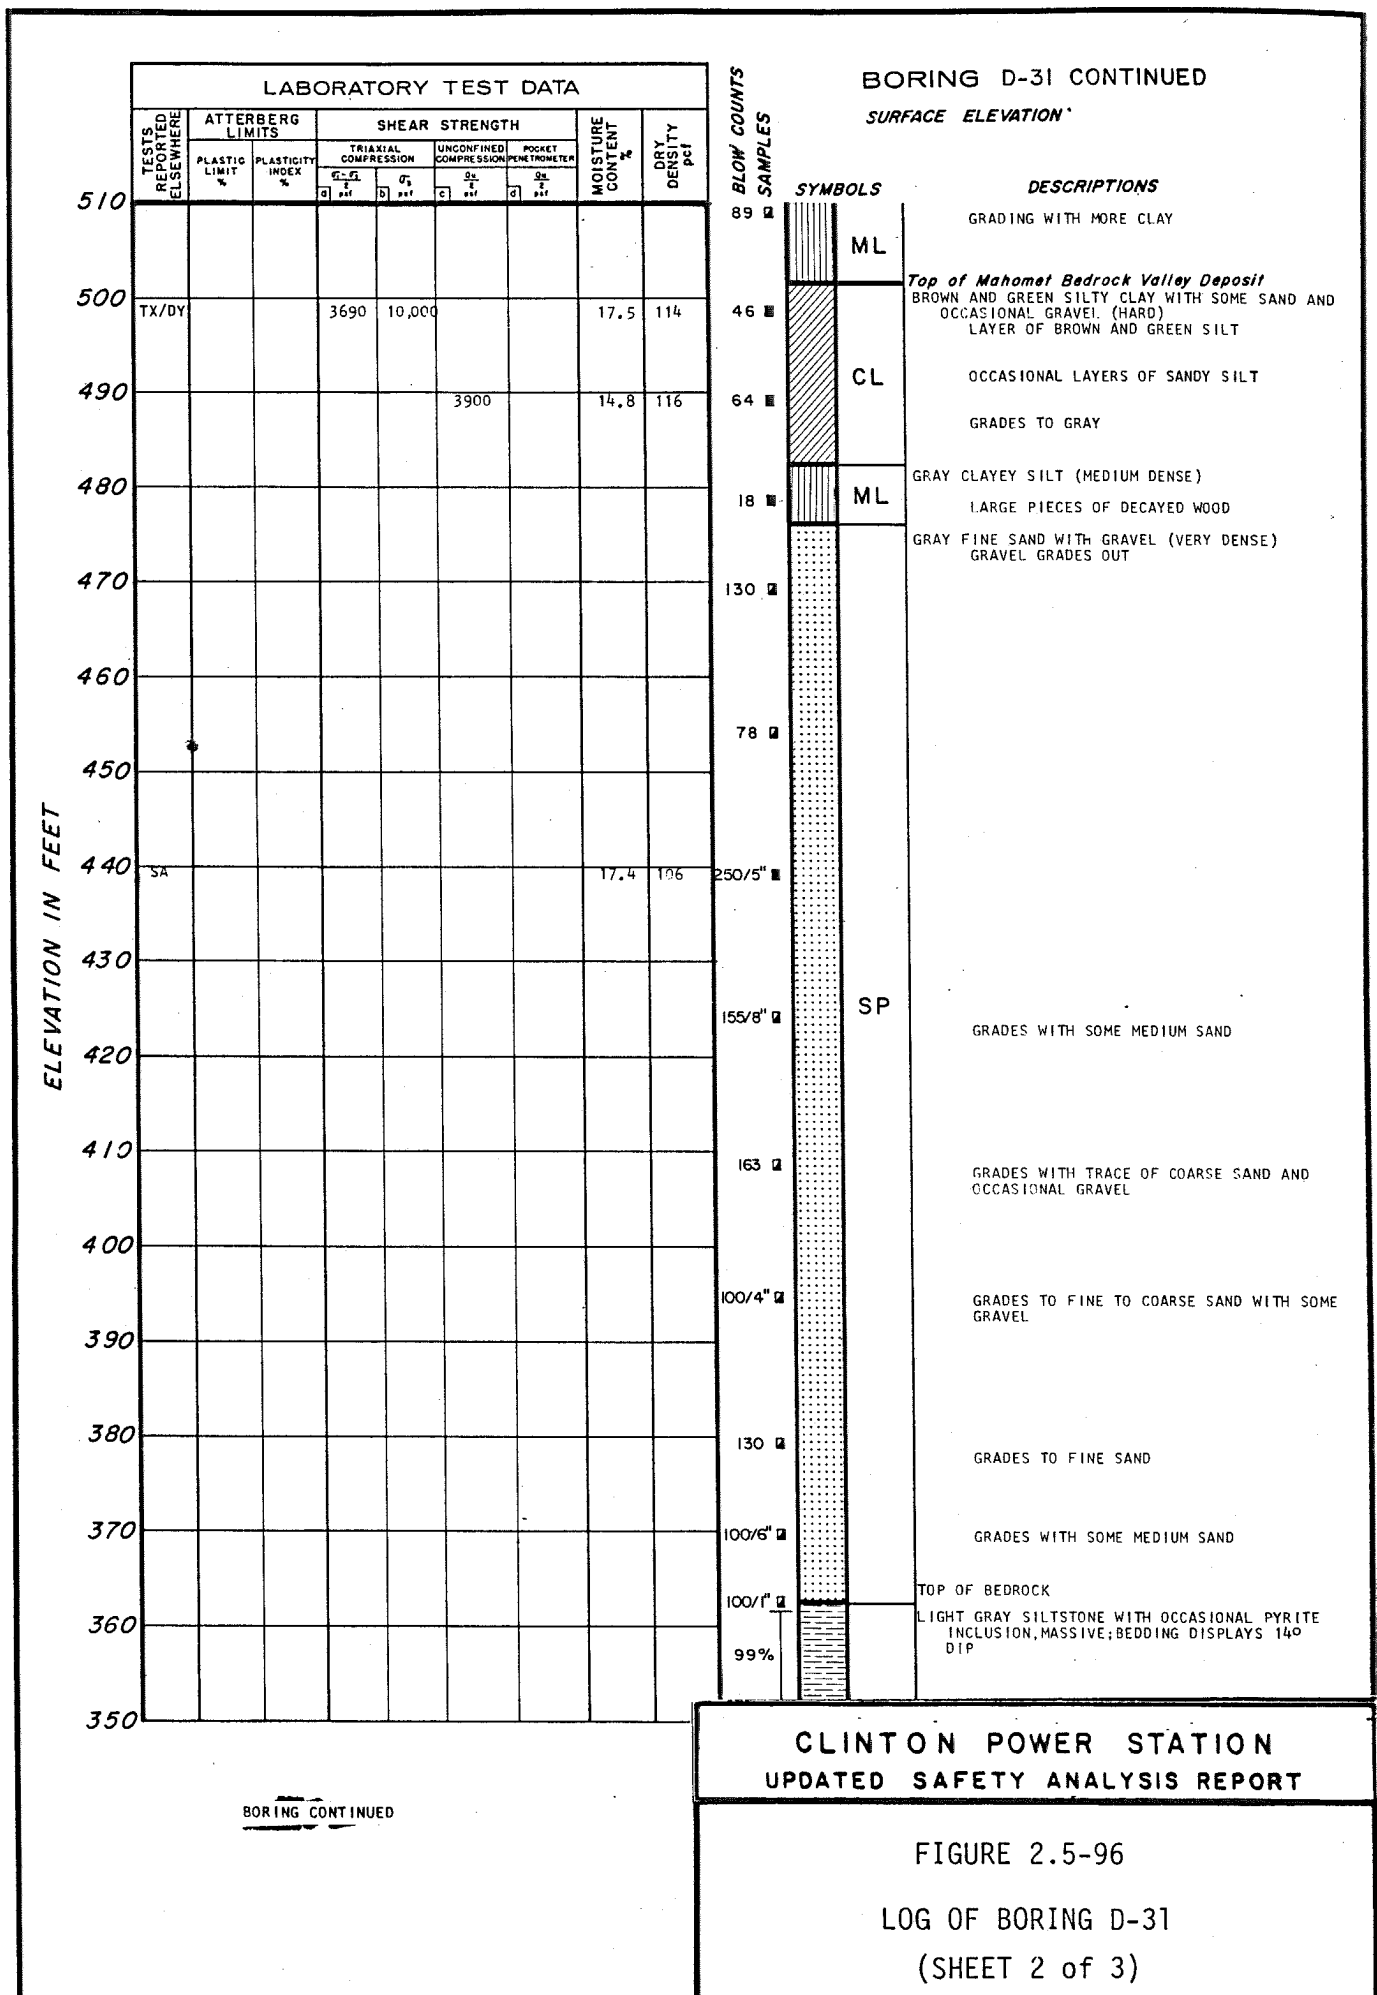 LABORATORY TEST DATA
TESTS REPORTED ELSEWHERE
ATTERBERG LIMITS
PLASTIC LIMIT %
PLASTICITY INDEX %
SHEAR STRENGTH
TRIAXIAL COMPRESSION
UNCONFINED COMPRESSION
POCKET PENETROMETER
a psf
b psf
c psf
d psf
MOISTURE CONTENT %
DRY DENSITY pcf
BLOW COUNTS
SAMPLES
BORING D-31 CONTINUED
SURFACE ELEVATION
SYMBOLS
DESCRIPTIONS
ELEVATION IN FEET
510
89
ML
GRADING WITH MORE CLAY
Top of Mahomet Bedrock Valley Deposit
500
TX/DY 3690 10,000 17.5 114
46
BROWN AND GREEN SILTY CLAY WITH SOME SAND AND
OCCASIONAL GRAVEL (HARD)
LAYER OF BROWN AND GREEN SILT
CL
OCCASIONAL LAYERS OF SANDY SILT
490
3900 14.8 116
64
GRADES TO GRAY
480
18
ML
GRAY CLAYEY SILT (MEDIUM DENSE)
LARGE PIECES OF DECAYED WOOD
GRAY FINE SAND WITH GRAVEL (VERY DENSE)
GRAVEL GRADES OUT
470
130
460
78
450
440
SA 17.4 106
250/5"
430
155/8"
SP
GRADES WITH SOME MEDIUM SAND
420
410
163
GRADES WITH TRACE OF COARSE SAND AND
OCCASIONAL GRAVEL
400
100/4"
GRADES TO FINE TO COARSE SAND WITH SOME
GRAVEL
390
380
130
GRADES TO FINE SAND
370
100/6"
GRADES WITH SOME MEDIUM SAND
100/1"
TOP OF BEDROCK
360
99%
LIGHT GRAY SILTSTONE WITH OCCASIONAL PYRITE
INCLUSION,MASSIVE;BEDDING DISPLAYS 14º
DIP
350
BORING CONTINUED
CLINTON POWER STATION
UPDATED SAFETY ANALYSIS REPORT
FIGURE 2.5-96
LOG OF BORING D-31
(SHEET 2 of 3)